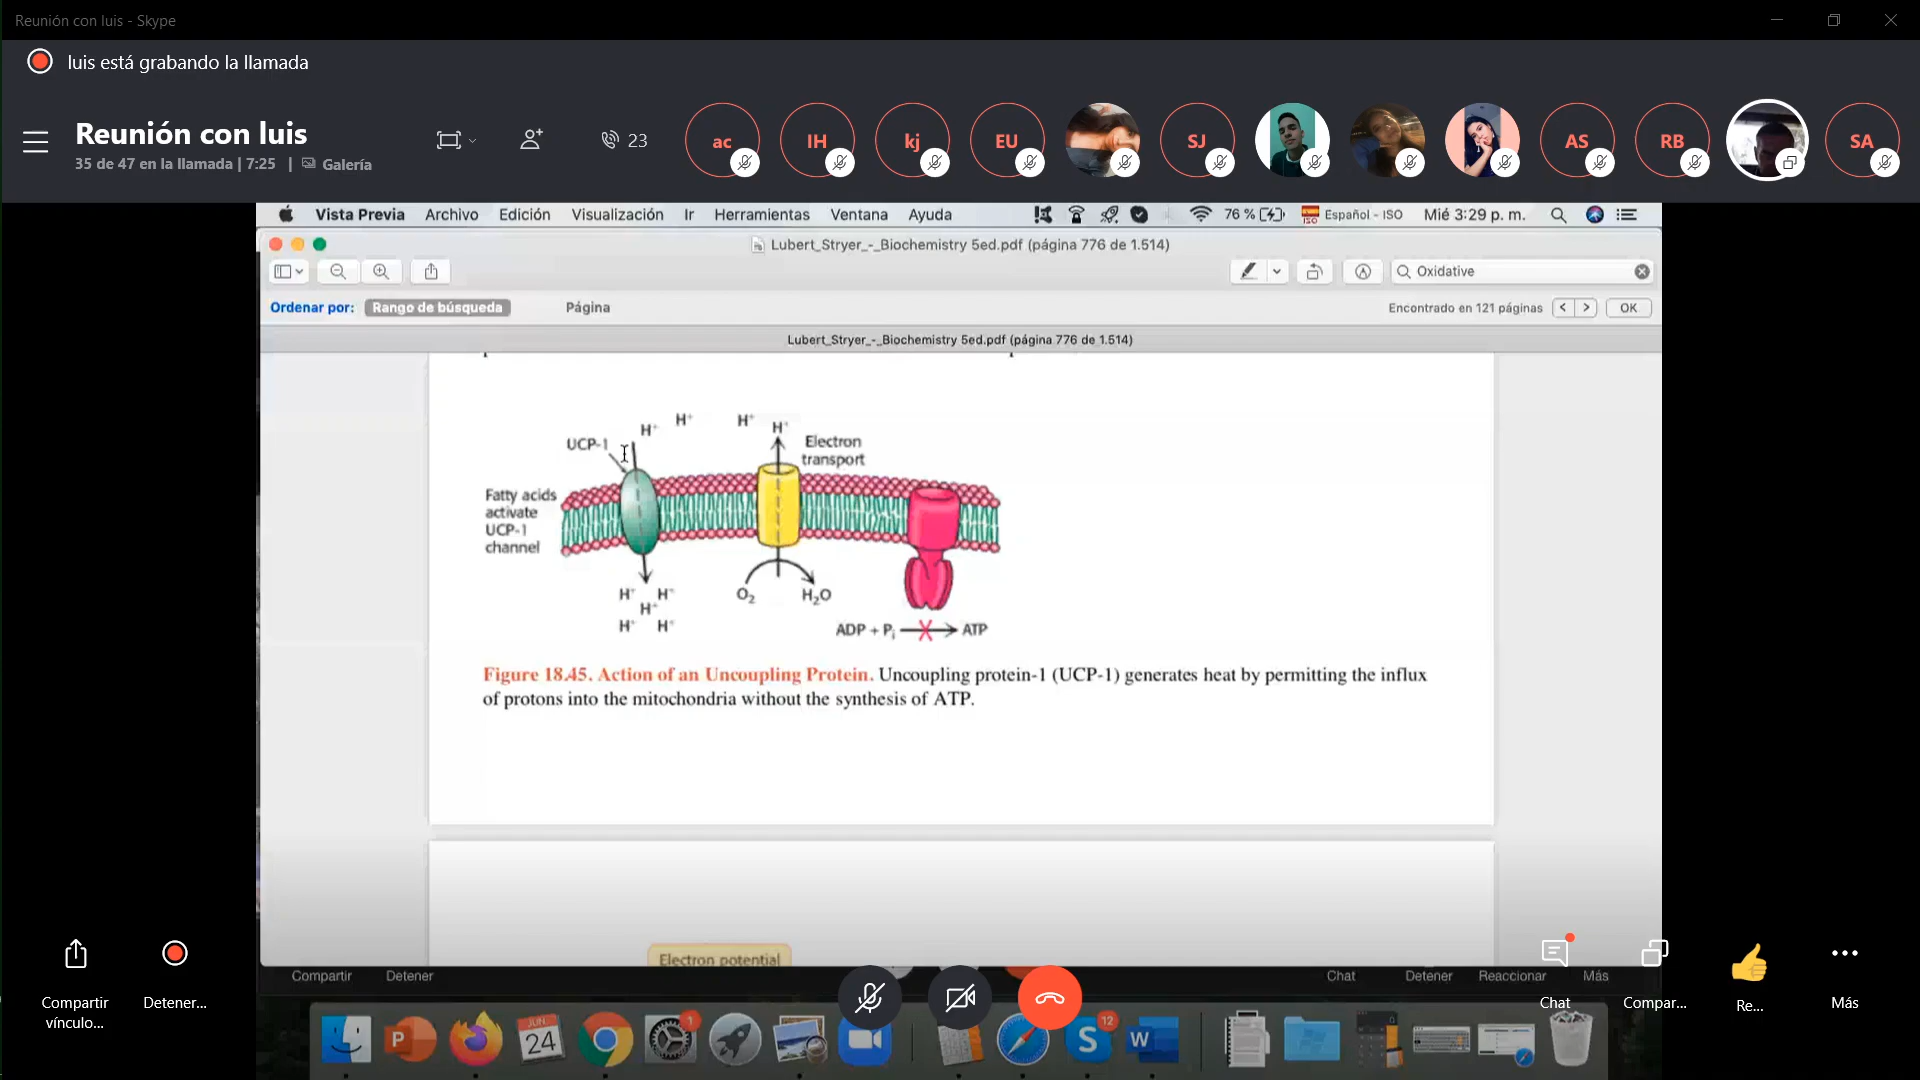 Reunión con luis - Skype
luis está grabando la llamada
Reunión con luis
35 de 47 en la llamada | 7:25 | Galería
23
ac
IH
kj
EU
SJ
AS
RB
SA
Vista Previa Archivo Edición Visualización Ir Herramientas Ventana Ayuda
76 % ISO Español - ISO Mié 3:29 p. m.
Lubert_Stryer_-_Biochemistry 5ed.pdf (página 776 de 1.514)
Oxidative
Ordenar por: Rango de búsqueda Página
Encontrado en 121 páginas < > OK
Lubert_Stryer_-_Biochemistry 5ed.pdf (página 776 de 1.514)
H⁺ H⁺ H⁺ H⁺
UCP-1
Electron
transport
Fatty acids
activate
UCP-1
channel
H⁺ H⁺
H⁺
H⁺ H⁺
O₂ H₂O
ADP + Pᵢ X ATP
Figure 18.45. Action of an Uncoupling Protein. Uncoupling protein-1 (UCP-1) generates heat by permitting the influx
of protons into the mitochondria without the synthesis of ATP.
Electron potential
Compartir Detener Chat Detener Reaccionar Más
Compartir
vínculo...
Detener...
Chat
Compar...
Re...
Más
P
JUN
24
1
S
12
W